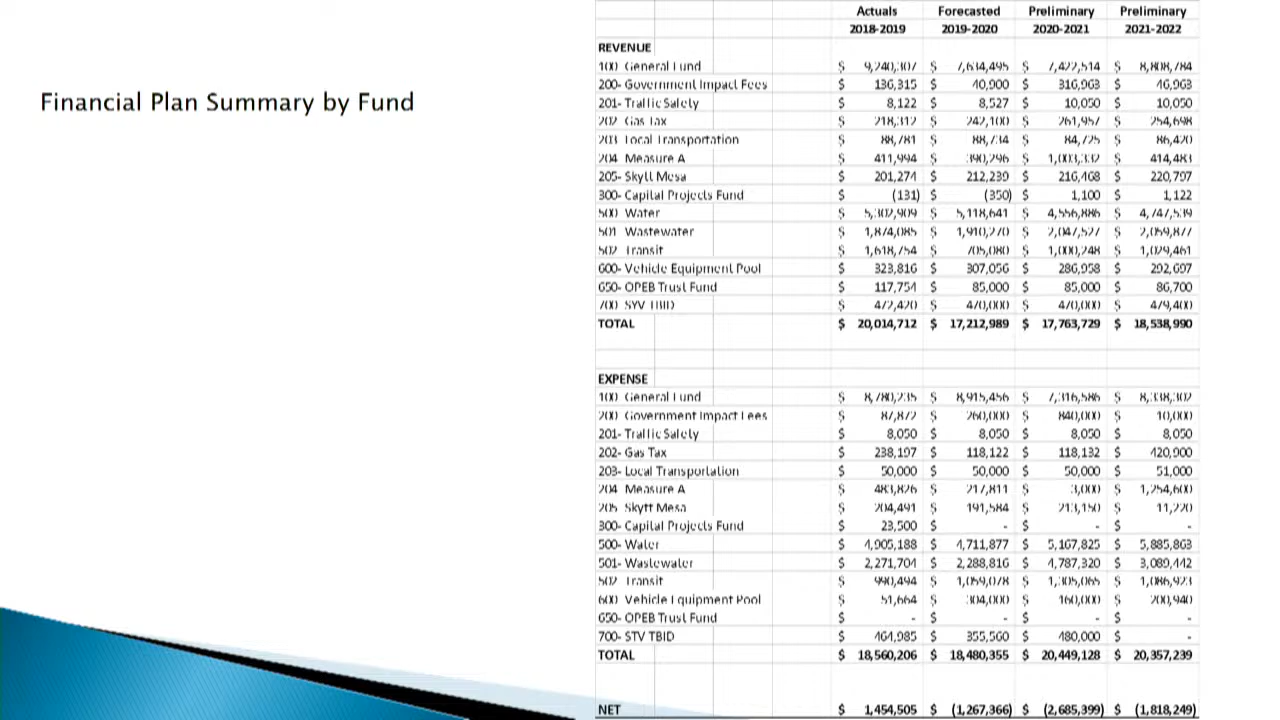 Financial Plan Summary by Fund
Actuals Forecasted Preliminary Preliminary
2018-2019 2019-2020 2020-2021 2021-2022
REVENUE
100- General Fund $ 9,240,307 $ 7,634,495 $ 7,422,514 $ 8,808,784
200- Government Impact Fees $ 136,315 $ 40,900 $ 316,963 $ 46,963
201- Traffic Safety $ 8,122 $ 8,527 $ 10,050 $ 10,050
202- Gas Tax $ 218,312 $ 242,100 $ 261,957 $ 254,698
203- Local Transportation $ 88,781 $ 88,734 $ 84,725 $ 86,420
204- Measure A $ 411,994 $ 390,296 $ 1,003,332 $ 414,483
205- Skytt Mesa $ 201,274 $ 212,239 $ 216,468 $ 220,797
300- Capital Projects Fund $ (131) $ (350) $ 1,100 $ 1,122
500- Water $ 5,302,909 $ 5,118,641 $ 4,556,886 $ 4,747,539
501- Wastewater $ 1,874,085 $ 1,910,270 $ 2,047,527 $ 2,059,877
502- Transit $ 1,618,754 $ 705,080 $ 1,000,248 $ 1,029,461
600- Vehicle Equipment Pool $ 323,816 $ 307,056 $ 286,958 $ 292,697
650- OPEB Trust Fund $ 117,754 $ 85,000 $ 85,000 $ 86,700
700- SYV TBID $ 472,420 $ 470,000 $ 470,000 $ 479,400
TOTAL $ 20,014,712 $ 17,212,989 $ 17,763,729 $ 18,538,990
EXPENSE
100- General Fund $ 8,780,235 $ 8,915,456 $ 7,316,586 $ 8,338,302
200- Government Impact Fees $ 87,872 $ 260,000 $ 840,000 $ 10,000
201- Traffic Safety $ 8,050 $ 8,050 $ 8,050 $ 8,050
202- Gas Tax $ 238,197 $ 118,122 $ 118,132 $ 420,900
203- Local Transportation $ 50,000 $ 50,000 $ 50,000 $ 51,000
204- Measure A $ 483,826 $ 217,811 $ 3,000 $ 1,254,600
205- Skytt Mesa $ 204,491 $ 191,584 $ 213,150 $ 11,220
300- Capital Projects Fund $ 23,500 $ - $ - $ -
500- Water $ 4,905,188 $ 4,711,877 $ 5,167,825 $ 5,885,863
501- Wastewater $ 2,271,704 $ 2,288,816 $ 4,787,320 $ 3,089,442
502- Transit $ 990,494 $ 1,059,078 $ 1,305,065 $ 1,086,923
600- Vehicle Equipment Pool $ 51,664 $ 304,000 $ 160,000 $ 200,940
650- OPEB Trust Fund $ - $ - $ - $ -
700- STV TBID $ 464,985 $ 355,560 $ 480,000 $ -
TOTAL $ 18,560,206 $ 18,480,355 $ 20,449,128 $ 20,357,239
NET $ 1,454,505 $ (1,267,366) $ (2,685,399) $ (1,818,249)